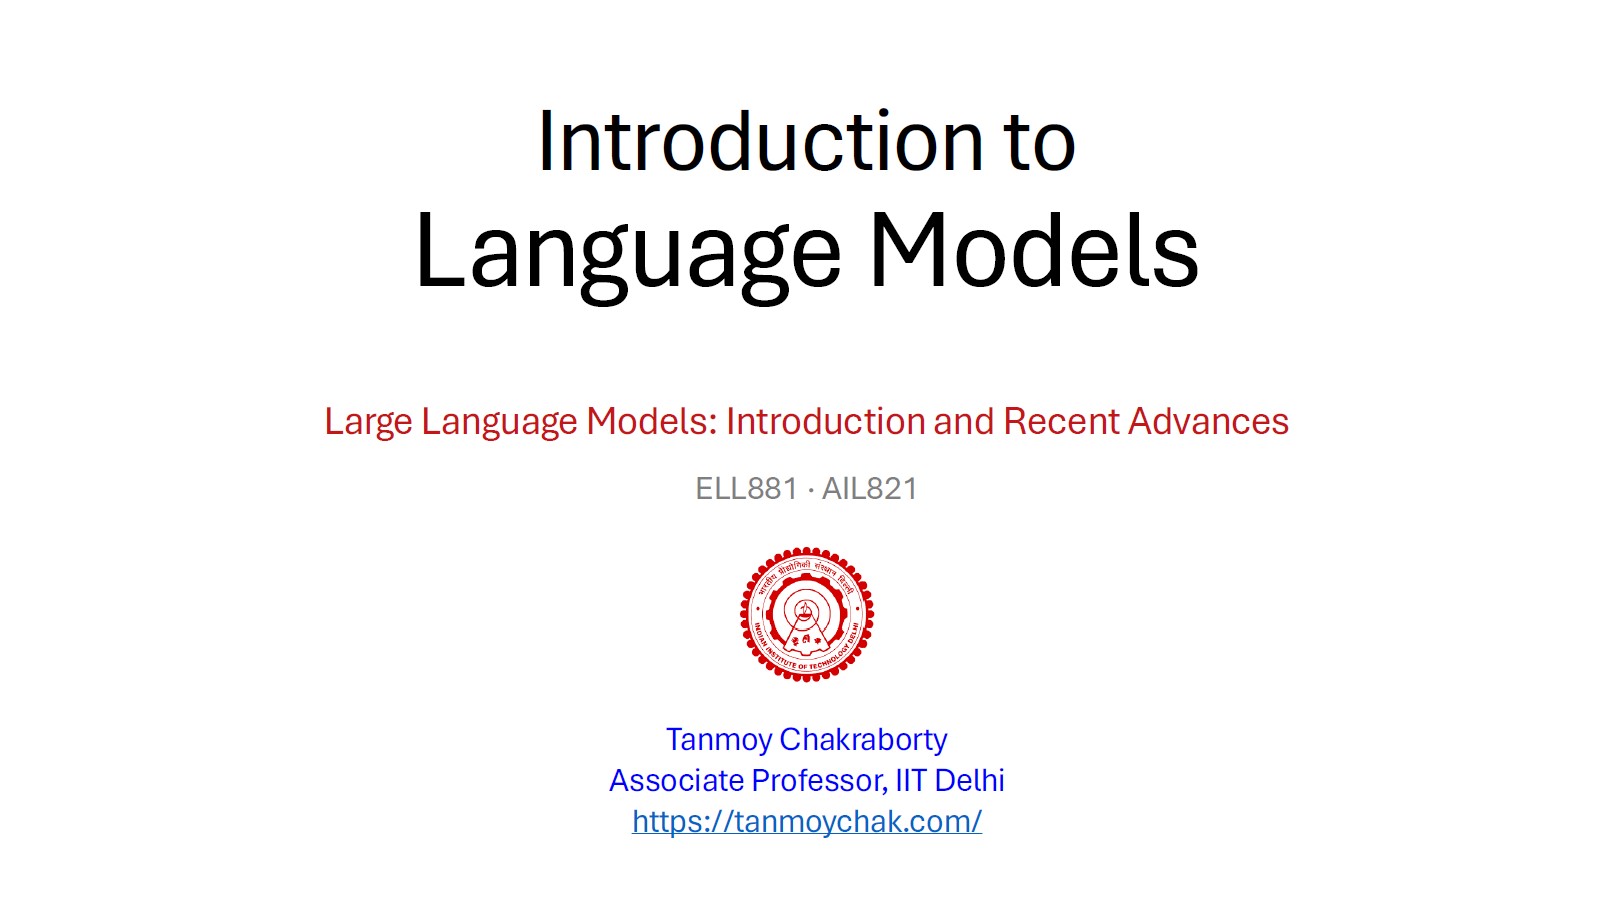 Introduction to
Language Models
Large Language Models: Introduction and Recent Advances
ELL881 · AIL821
भारतीय प्रौद्योगिकी संस्थान दिल्ली
INDIAN INSTITUTE OF TECHNOLOGY DELHI
Tanmoy Chakraborty
Associate Professor, IIT Delhi
https://tanmoychak.com/